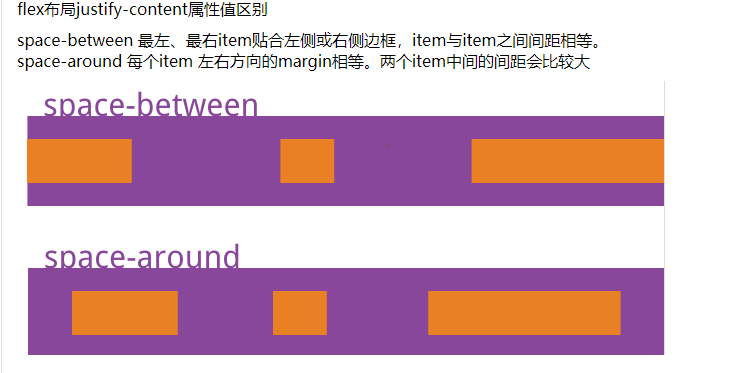 flex布局justify-content属性值区别
space-between 最左、最右item贴合左侧或右侧边框，item与item之间间距相等。
space-around 每个item 左右方向的margin相等。两个item中间的间距会比较大
space-between
space-around